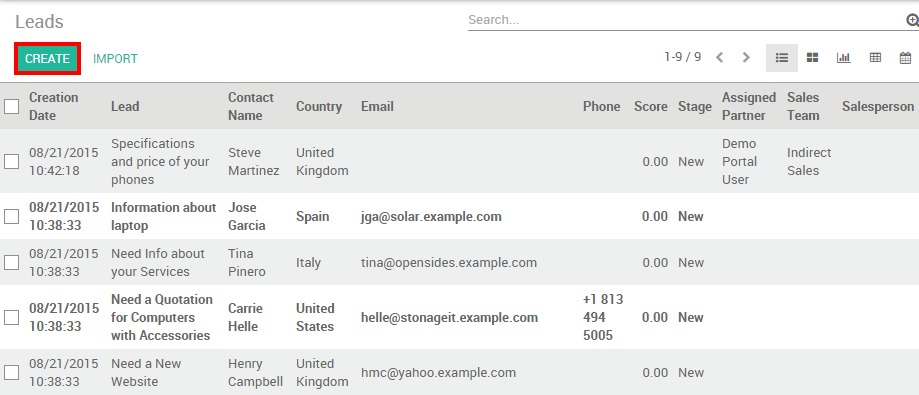 Leads
Search...
CREATE IMPORT 1-9 / 9
Creation Date Lead Contact Name Country Email Phone Score Stage Assigned Partner Sales Team Salesperson
08/21/2015 10:42:18 Specifications and price of your phones Steve Martinez United Kingdom 0.00 New Demo Portal User Indirect Sales
08/21/2015 10:38:33 Information about laptop Jose Garcia Spain jga@solar.example.com 0.00 New
08/21/2015 10:38:33 Need Info about your Services Tina Pinero Italy tina@opensides.example.com 0.00 New
08/21/2015 10:38:33 Need a Quotation for Computers with Accessories Carrie Helle United States helle@stonageit.example.com +1 813 494 5005 0.00 New
08/21/2015 10:38:33 Need a New Website Henry Campbell United Kingdom hmc@yahoo.example.com 0.00 New